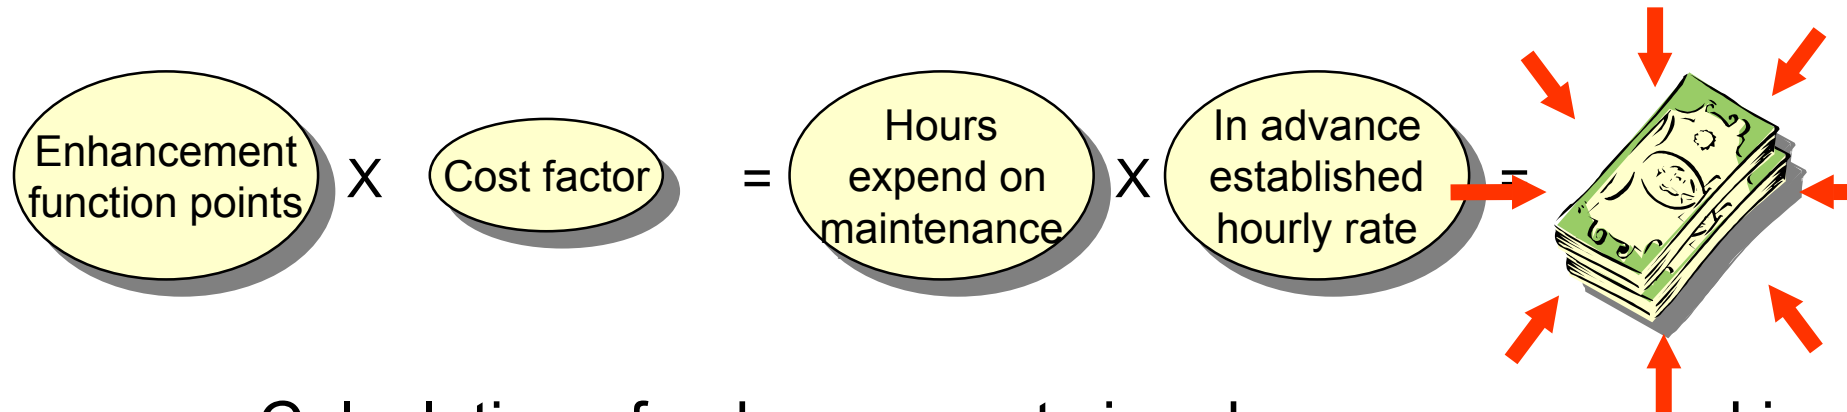 Enhancement
function points
X
Cost factor
=
Hours
expend on
maintenance
X
In advance
established
hourly rate
=